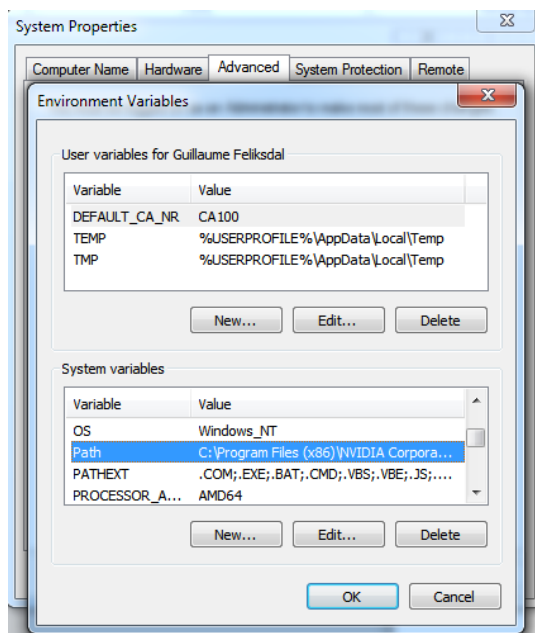 System Properties
Computer Name Hardware Advanced System Protection Remote
Environment Variables
User variables for Guillaume Feliksdal
Variable Value
DEFAULT_CA_NR CA100
TEMP %USERPROFILE%\AppData\Local\Temp
TMP %USERPROFILE%\AppData\Local\Temp
New... Edit... Delete
System variables
Variable Value
OS Windows_NT
Path C:\Program Files (x86)\NVIDIA Corpora...
PATHEXT .COM;.EXE;.BAT;.CMD;.VBS;.VBE;.JS;....
PROCESSOR_A... AMD64
New... Edit... Delete
OK Cancel